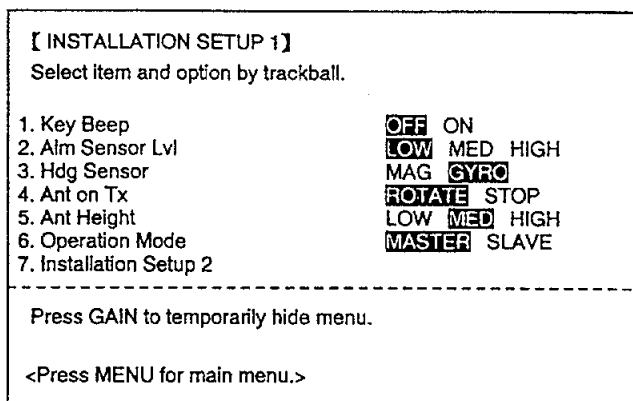 【 INSTALLATION SETUP 1】
Select item and option by trackball.
1. Key Beep OFF ON
2. Alm Sensor Lvl LOW MED HIGH
3. Hdg Sensor MAG GYRO
4. Ant on Tx ROTATE STOP
5. Ant Height LOW MED HIGH
6. Operation Mode MASTER SLAVE
7. Installation Setup 2
Press GAIN to temporarily hide menu.
<Press MENU for main menu.>